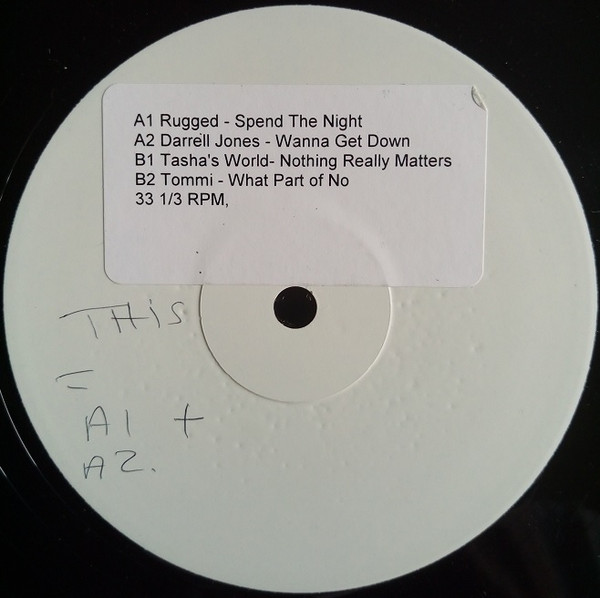 A1 Rugged - Spend The Night
A2 Darrell Jones - Wanna Get Down
B1 Tasha's World- Nothing Really Matters
B2 Tommi - What Part of No
33 1/3 RPM,
THiS
=
A1 +
A2.